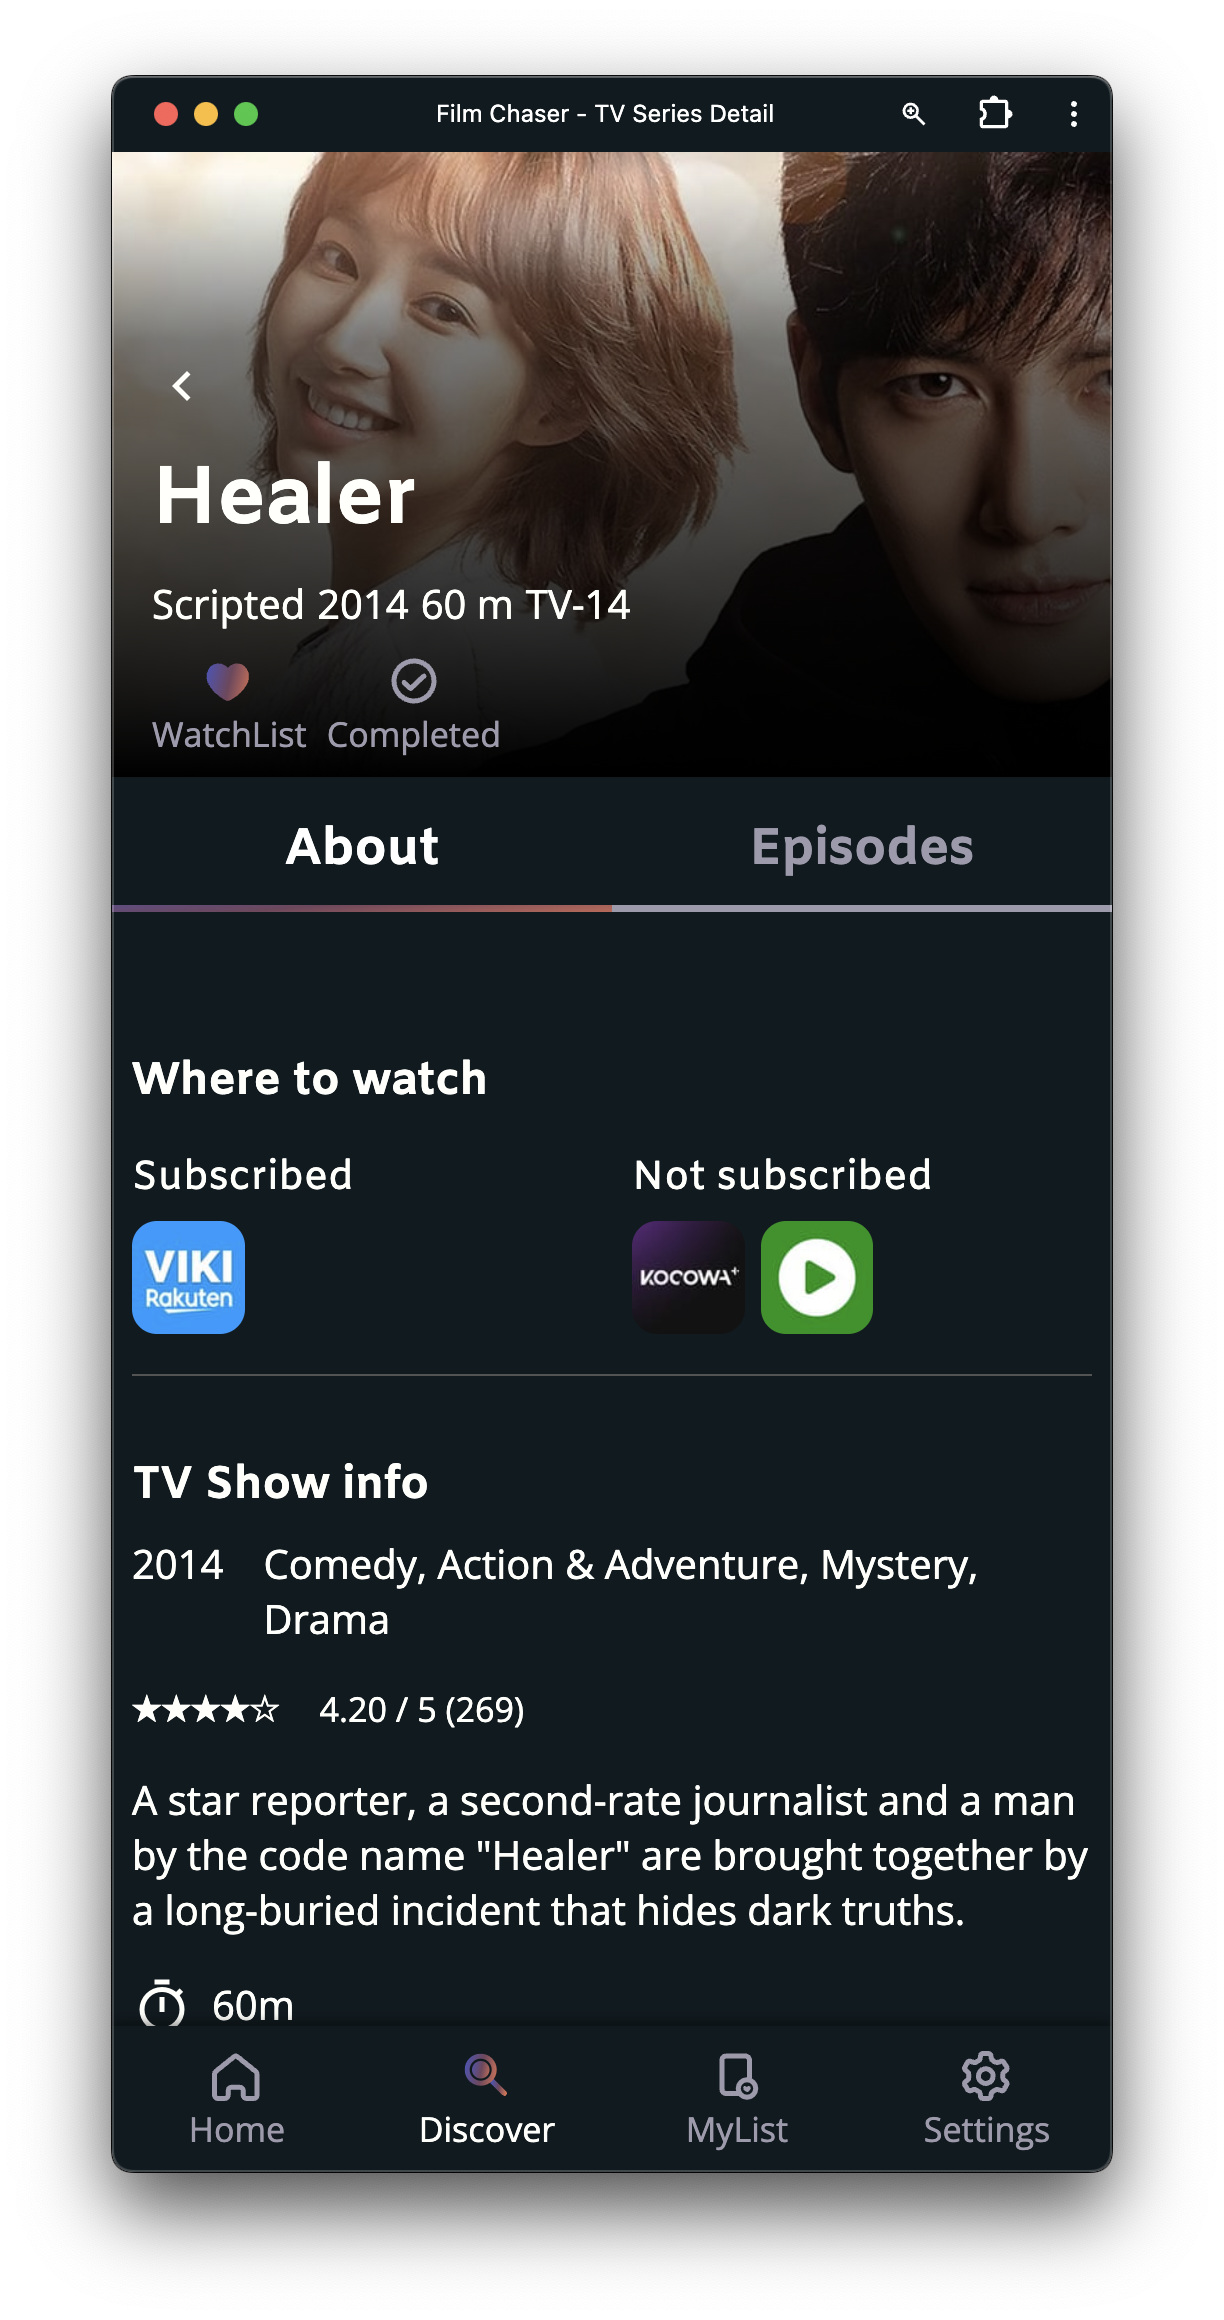 Film Chaser - TV Series Detail
Healer
Scripted 2014 60 m TV-14
WatchList Completed
About Episodes
Where to watch
Subscribed Not subscribed
VIKI
Rakuten
KOCOWA+
TV Show info
2014 Comedy, Action & Adventure, Mystery,
Drama
★★★★☆ 4.20 / 5 (269)
A star reporter, a second-rate journalist and a man
by the code name "Healer" are brought together by
a long-buried incident that hides dark truths.
60m
Home Discover MyList Settings